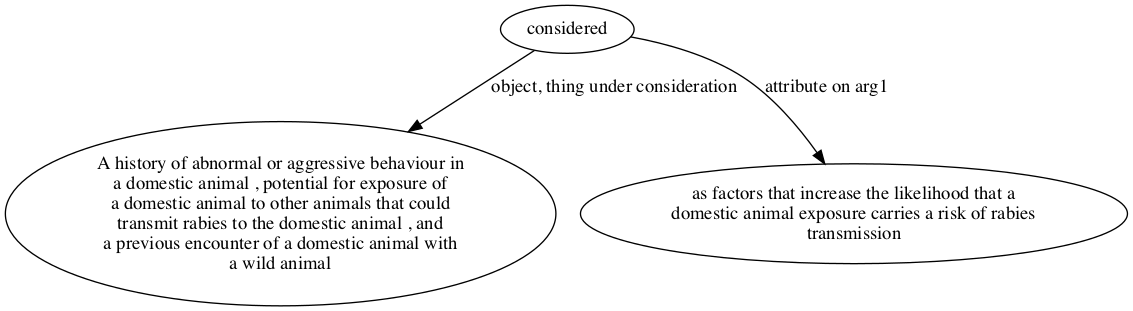 considered
object, thing under consideration
attribute on arg1
A history of abnormal or aggressive behaviour in
a domestic animal , potential for exposure of
a domestic animal to other animals that could
transmit rabies to the domestic animal , and
a previous encounter of a domestic animal with
a wild animal
as factors that increase the likelihood that a
domestic animal exposure carries a risk of rabies
transmission